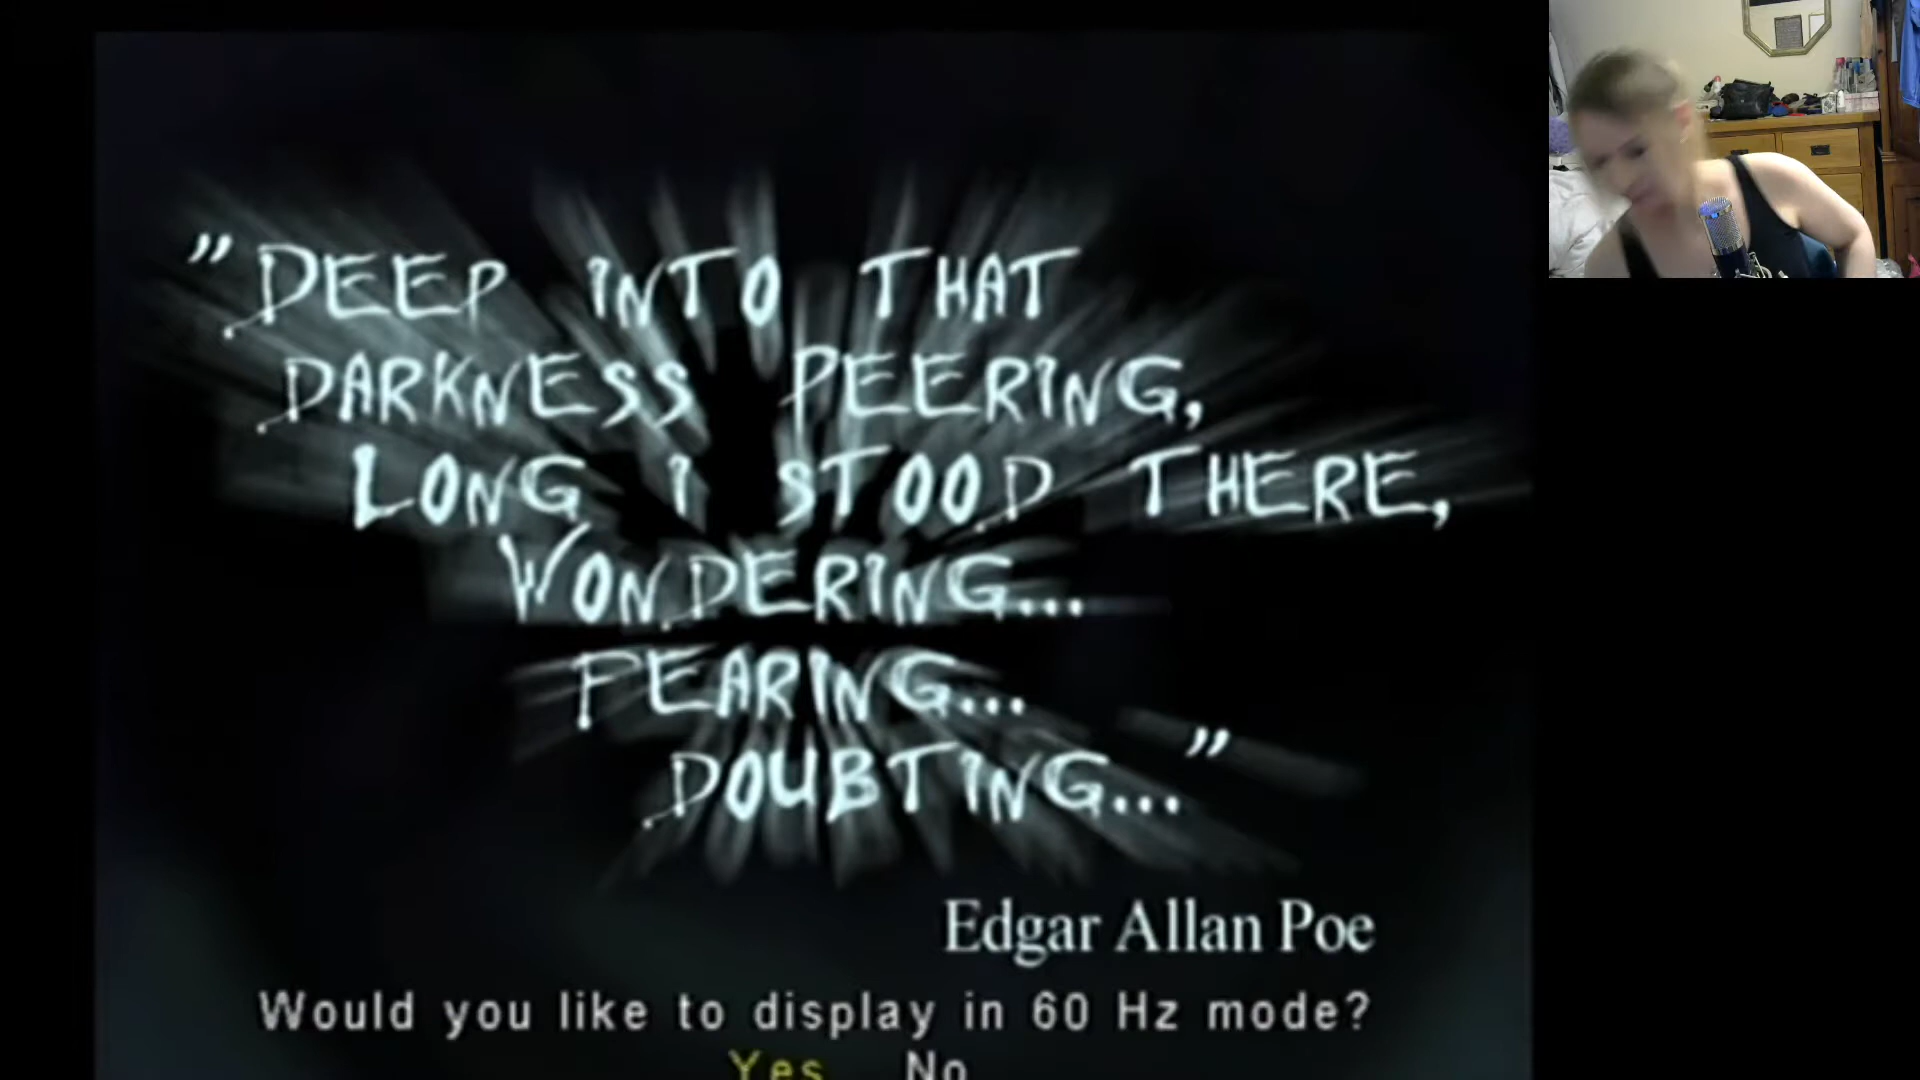 "DEEP INTO THAT
DARKNESS PEERING,
LONG I STOOD THERE,
WONDERING...
FEARING...
DOUBTING..."
Edgar Allan Poe
Would you like to display in 60 Hz mode?
Yes No